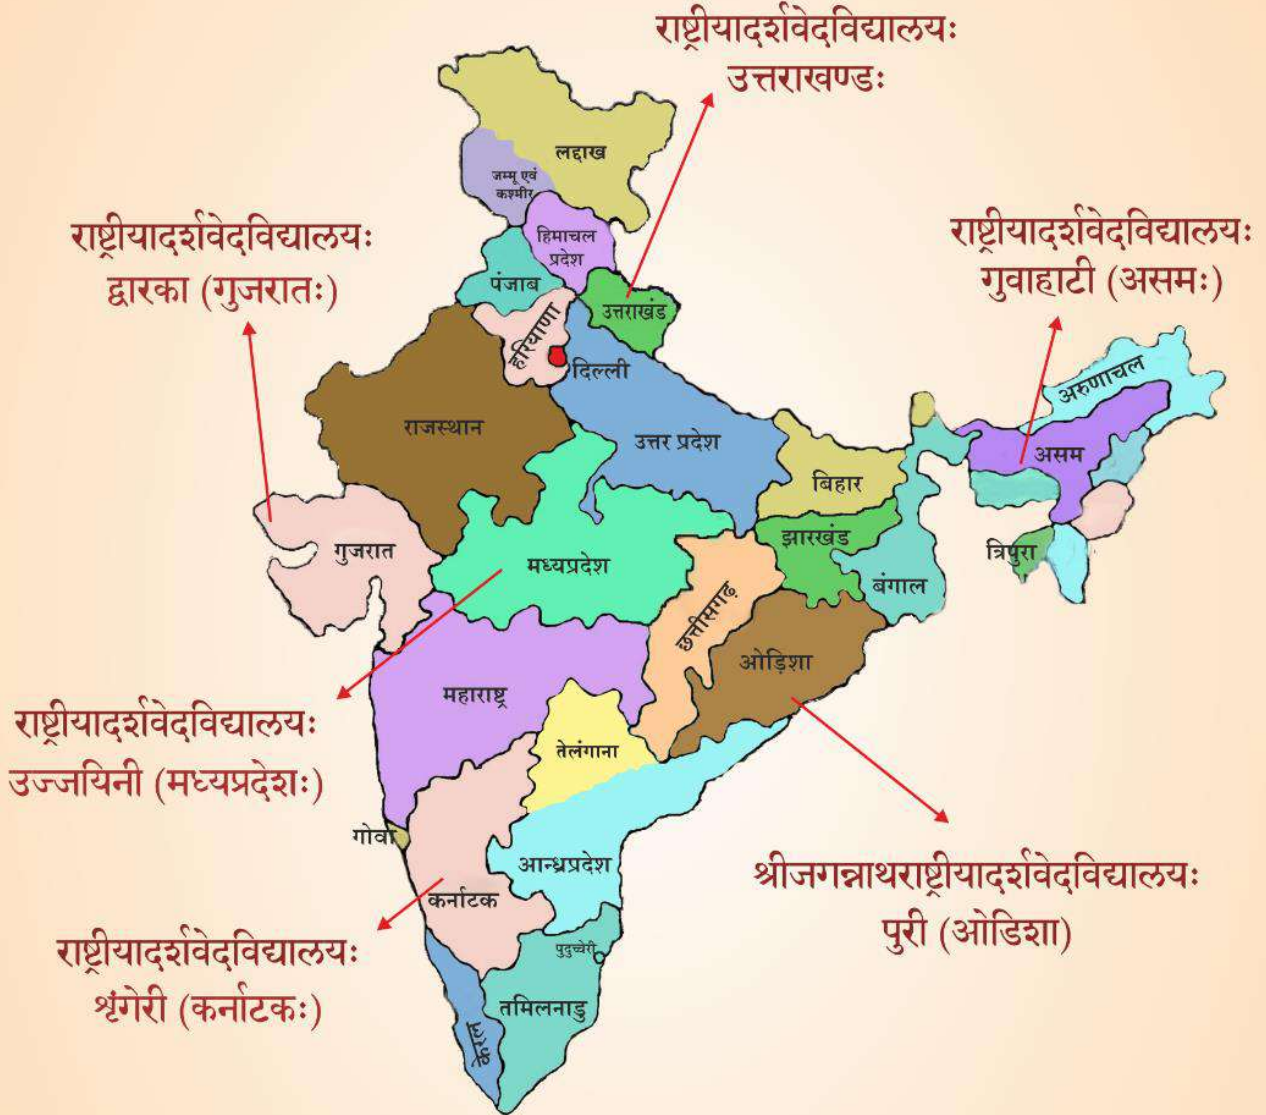 राष्ट्रीयादर्शवेदविद्यालयः
उत्तराखण्डः
लद्दाख
जम्मू एवं
कश्मीर
राष्ट्रीयादर्शवेदविद्यालयः
द्वारका (गुजरातः)
हिमाचल
प्रदेश
पंजाब
राष्ट्रीयादर्शवेदविद्यालयः
गुवाहाटी (असमः)
उत्तराखंड
हरियाणा
दिल्ली
अरुणाचल
राजस्थान
उत्तर प्रदेश
असम
बिहार
गुजरात
मध्यप्रदेश
झारखंड
त्रिपुरा
बंगाल
छत्तीसगढ़
ओड़िशा
महाराष्ट्र
राष्ट्रीयादर्शवेदविद्यालयः
उज्जयिनी (मध्यप्रदेशः)
तेलंगाना
गोवा
आन्ध्रप्रदेश
श्रीजगन्नाथराष्ट्रीयादर्शवेदविद्यालयः
पुरी (ओडिशा)
कर्नाटक
राष्ट्रीयादर्शवेदविद्यालयः
श्रृंगेरी (कर्नाटकः)
पुदुच्चेरी
तमिलनाडु
केरल